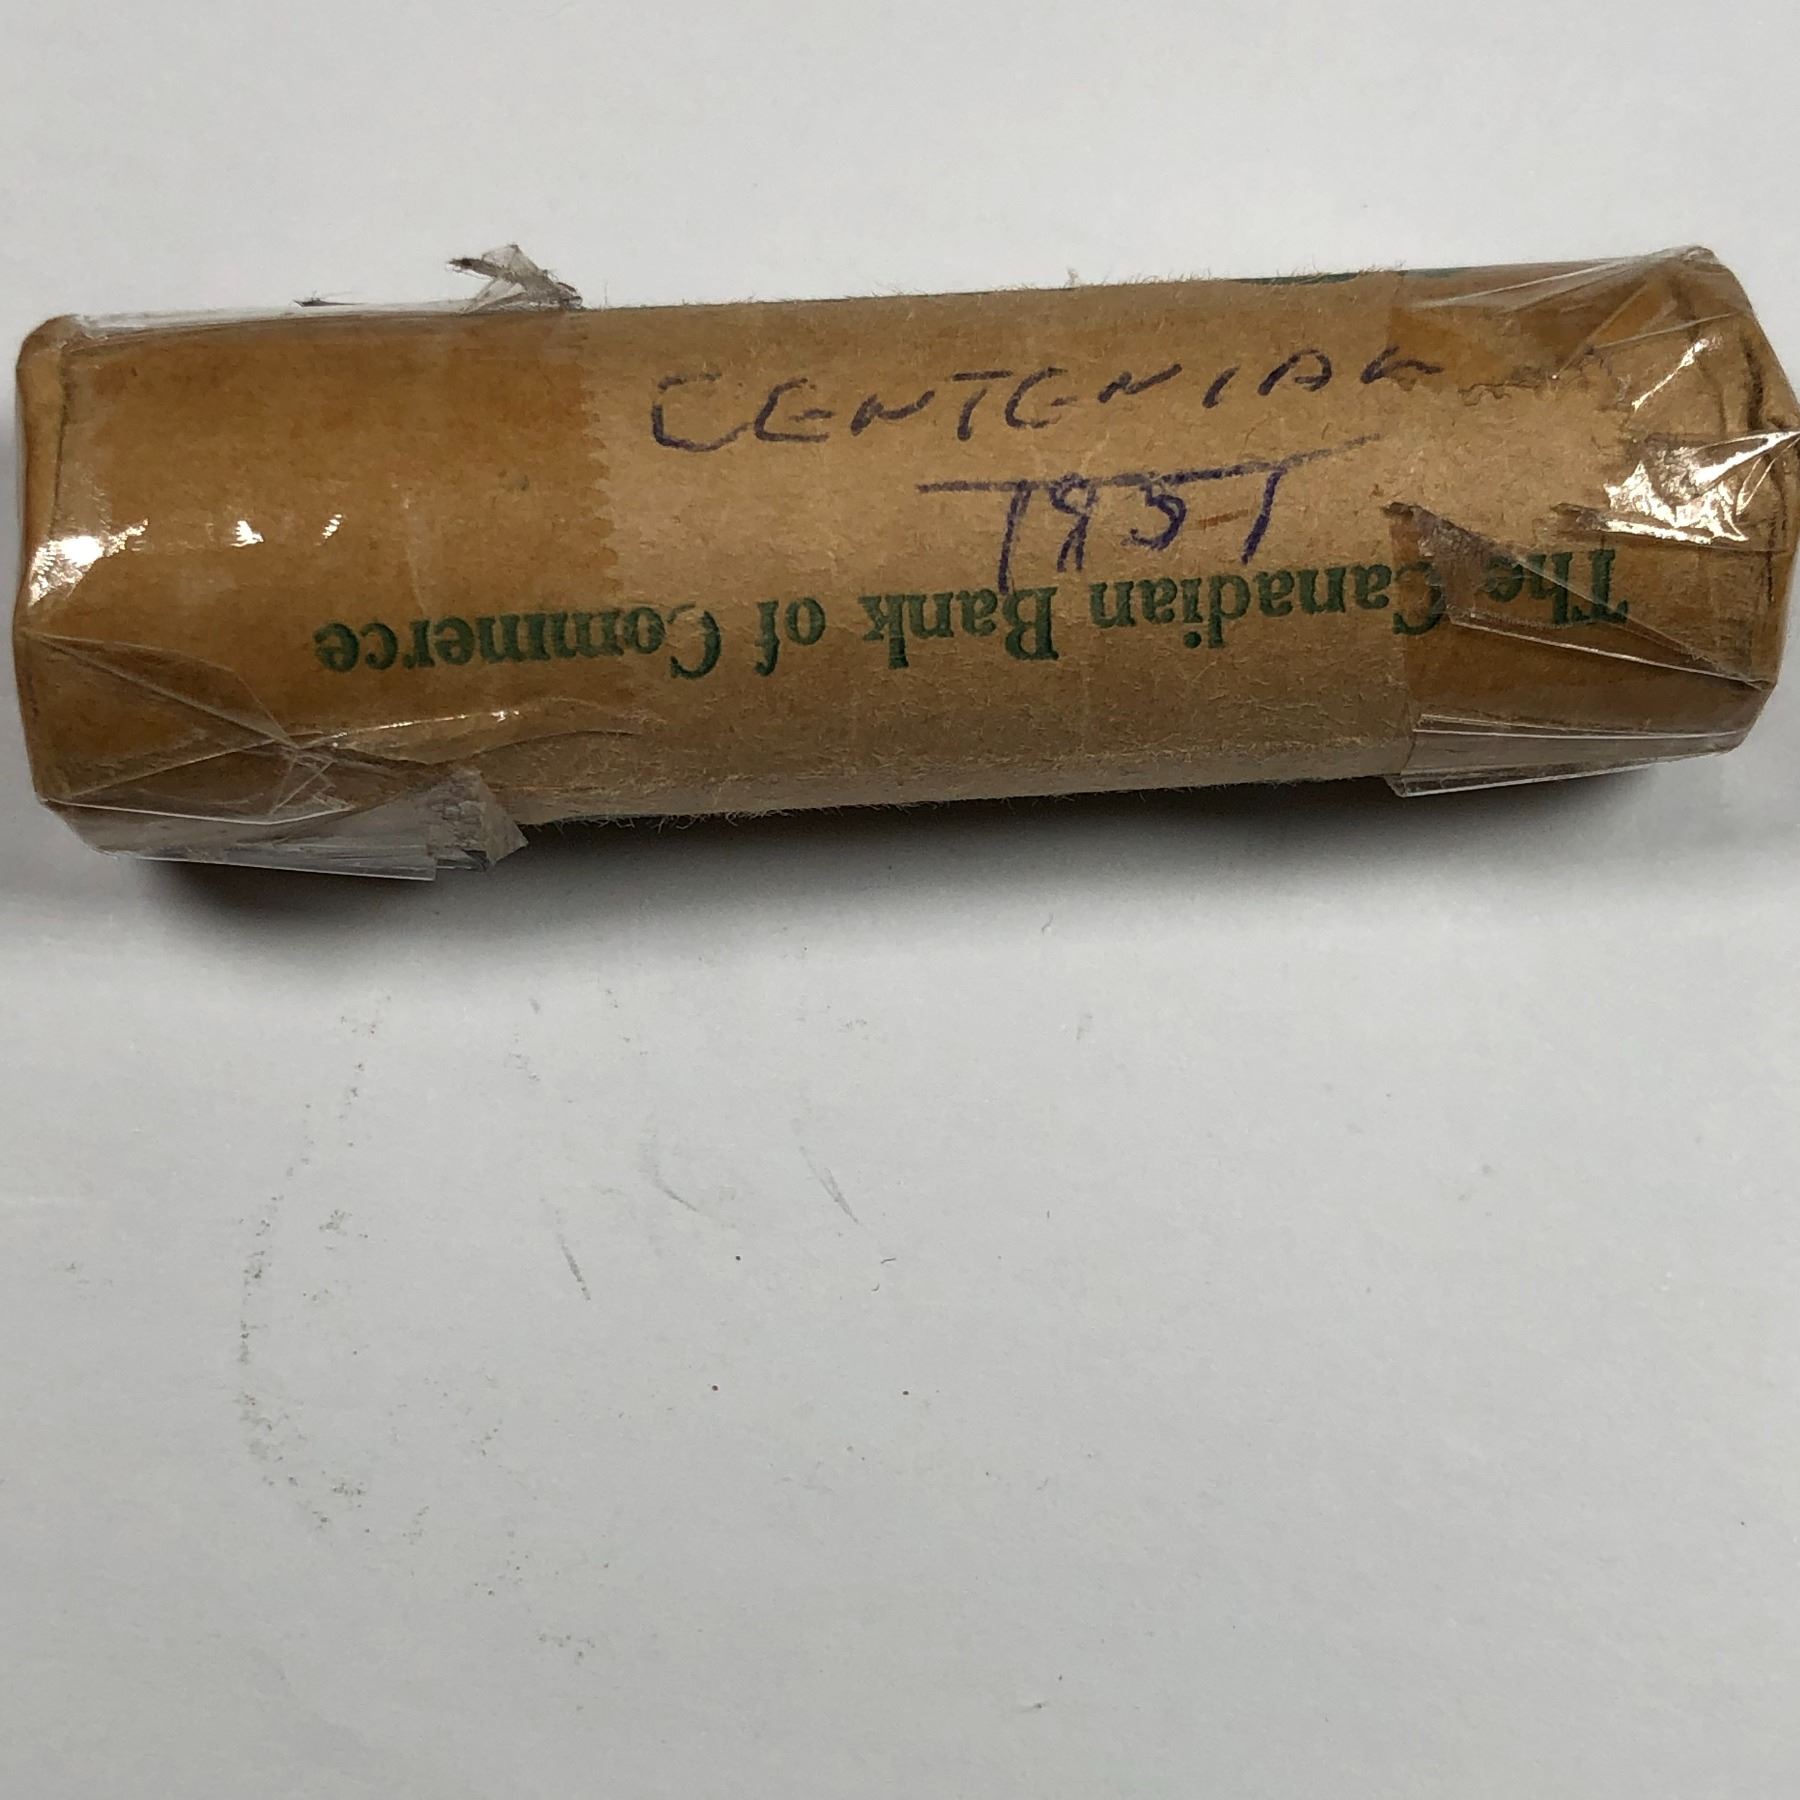 CENTENIAL
1951
The Canadian Bank of Commerce